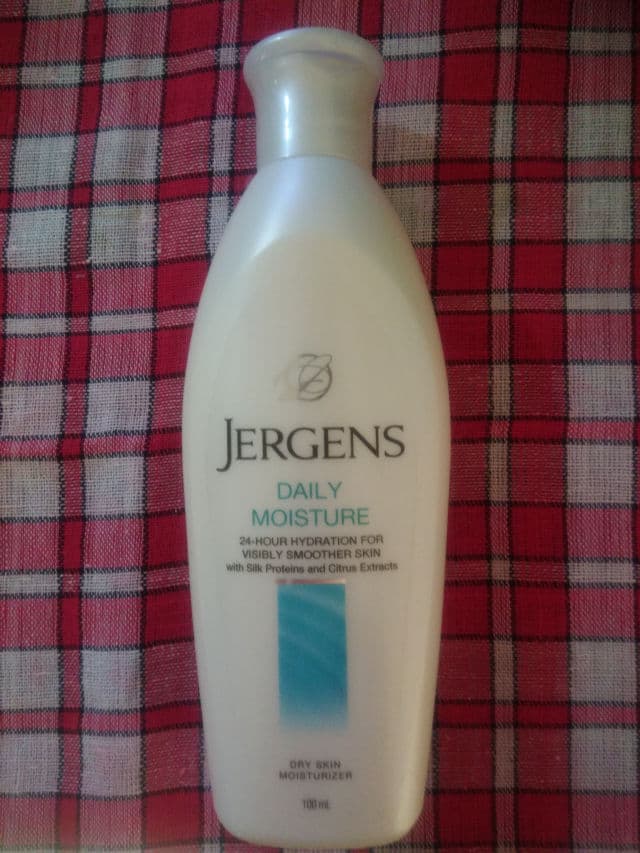 JERGENS
DAILY
MOISTURE
24-HOUR HYDRATION FOR
VISIBLY SMOOTHER SKIN
with Silk Proteins and Citrus Extracts
DRY SKIN
MOISTURIZER
100 mL